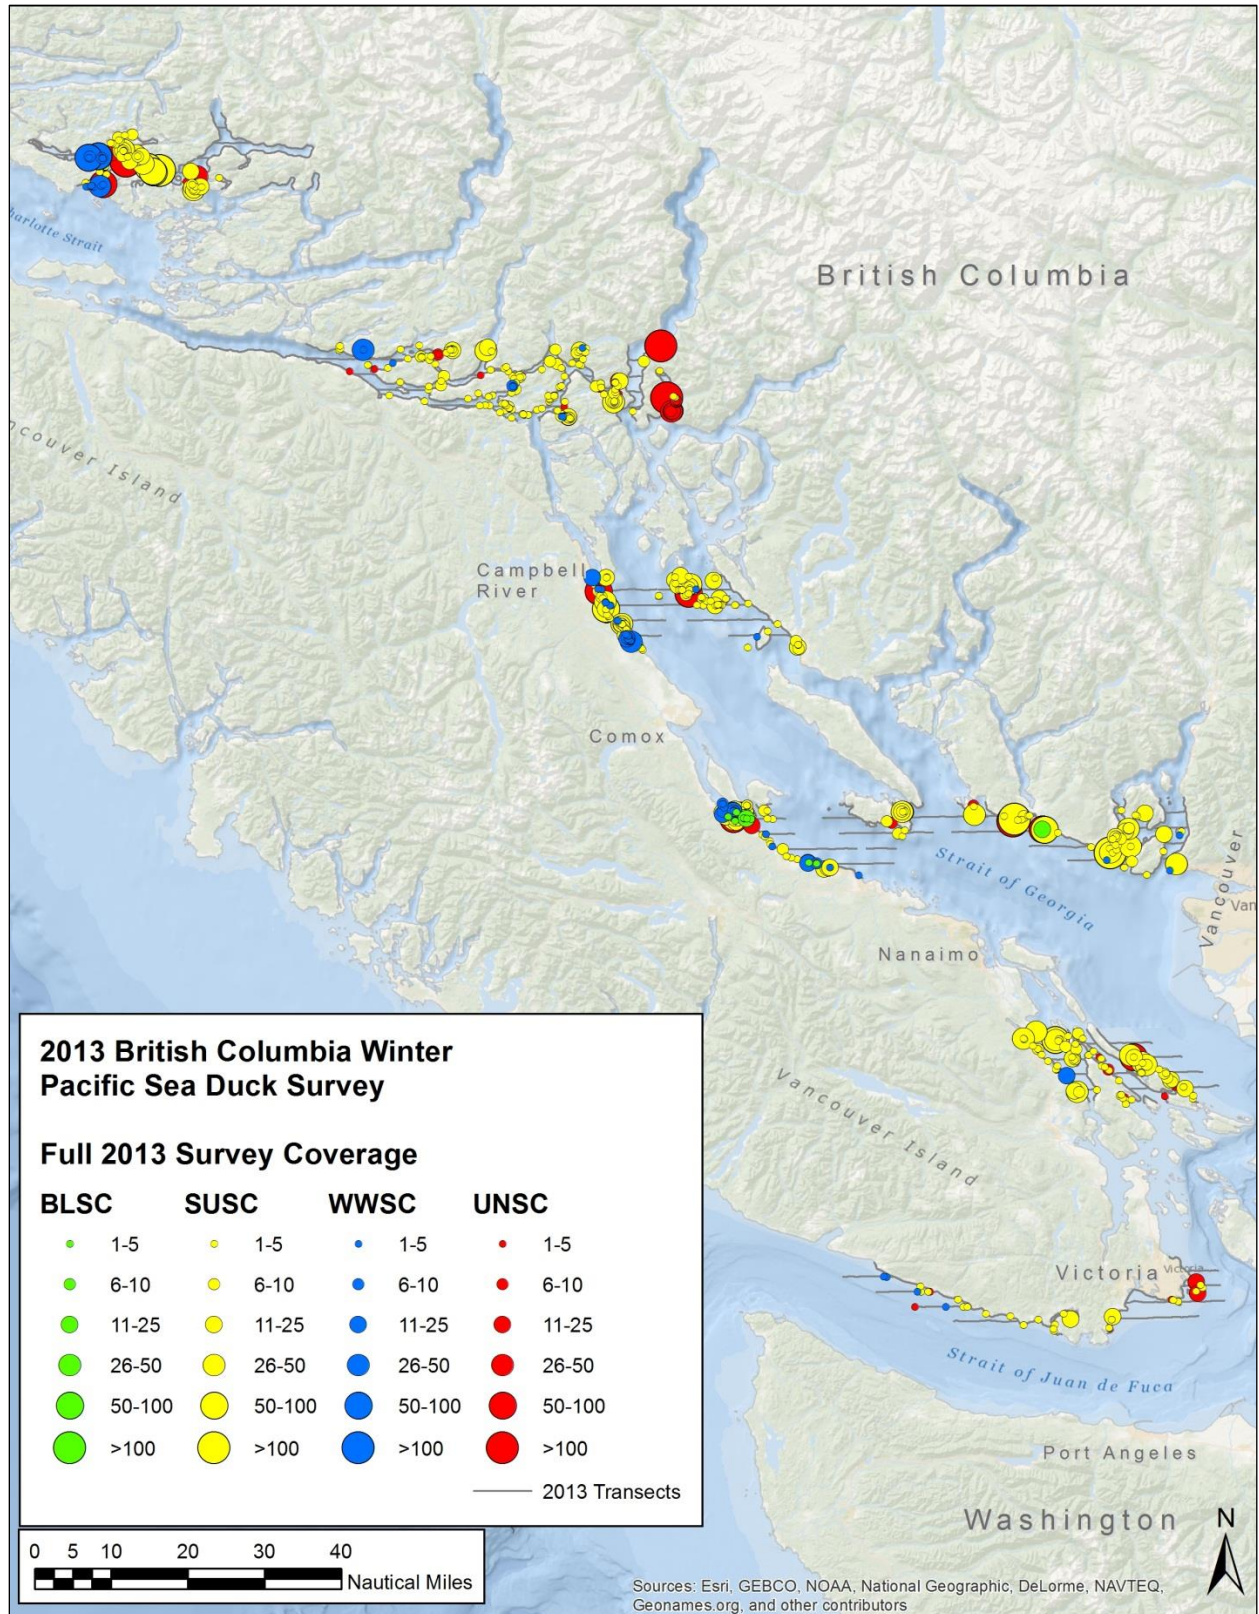 harlotte Strait
British Columbia
ncouver Island
Campbell
River
Comox
Strait of Georgia
Vancouver
Van
Nanaimo
Vancouver Island
Victoria
Victoria
Strait of Juan de Fuca
Port Angeles
Washington
N
2013 British Columbia Winter
Pacific Sea Duck Survey
Full 2013 Survey Coverage
BLSC SUSC WWSC UNSC
1-5 1-5 1-5 1-5
6-10 6-10 6-10 6-10
11-25 11-25 11-25 11-25
26-50 26-50 26-50 26-50
50-100 50-100 50-100 50-100
>100 >100 >100 >100
2013 Transects
0 5 10 20 30 40
Nautical Miles
Sources: Esri, GEBCO, NOAA, National Geographic, DeLorme, NAVTEQ,
Geonames.org, and other contributors